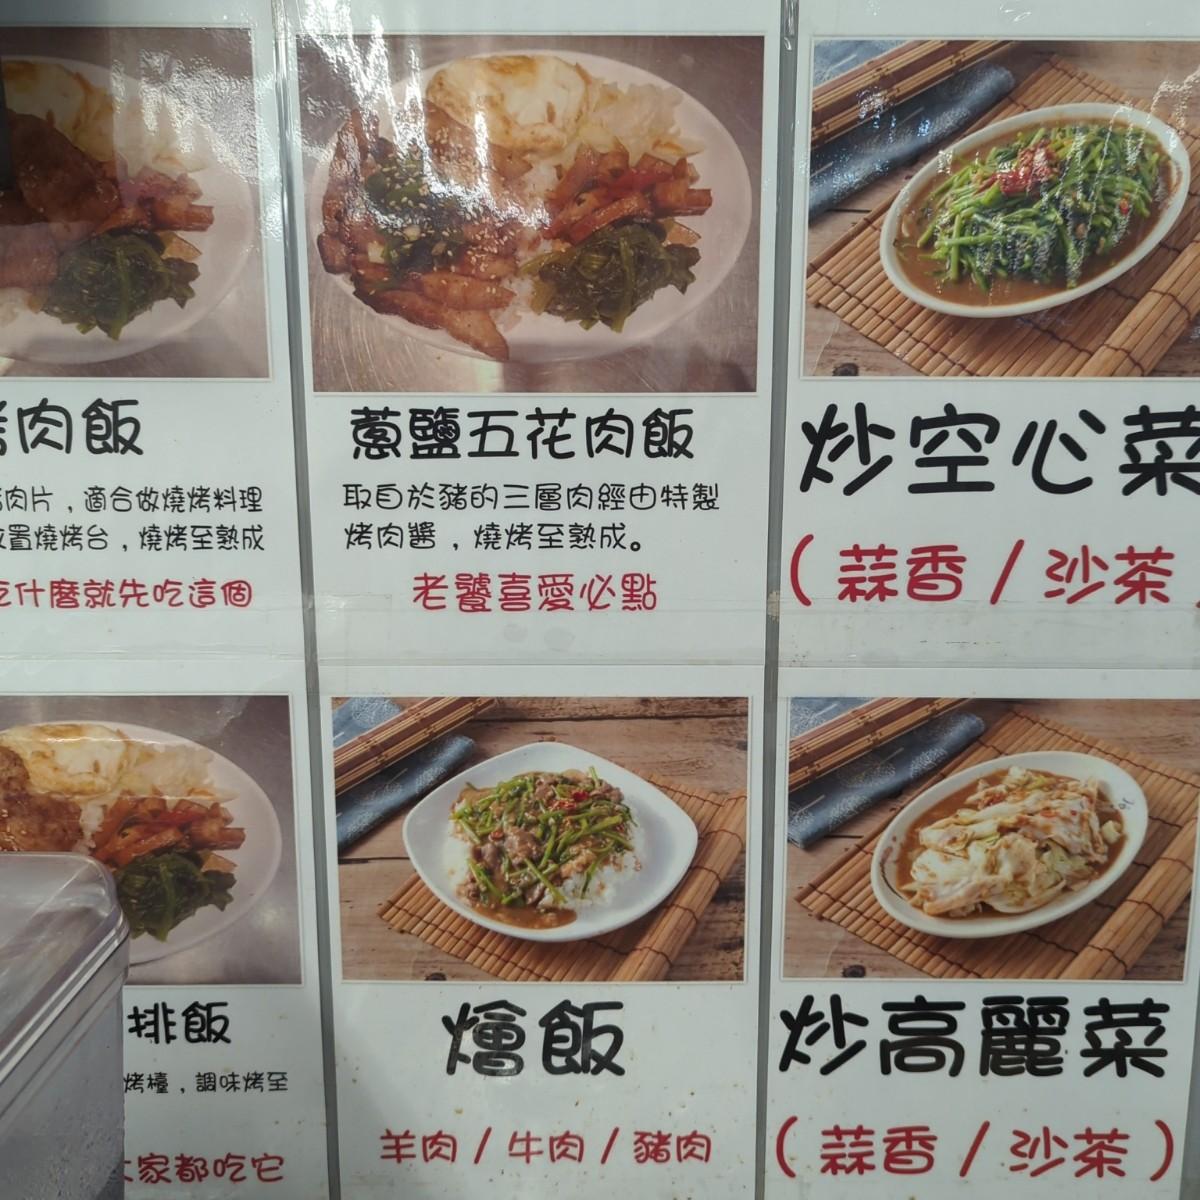 烤肉飯
肉片，適合做燒烤料理
放置燒烤台，燒烤至熟成
吃什麼就先吃這個
蔥鹽五花肉飯
取自於豬的三層肉經由特製
烤肉醬，燒烤至熟成。
老饕喜愛必點
炒空心菜
（蒜香 / 沙茶
排飯
烤檯，調味烤至
大家都吃它
燴飯
羊肉 / 牛肉 / 豬肉
炒高麗菜
（蒜香 / 沙茶）